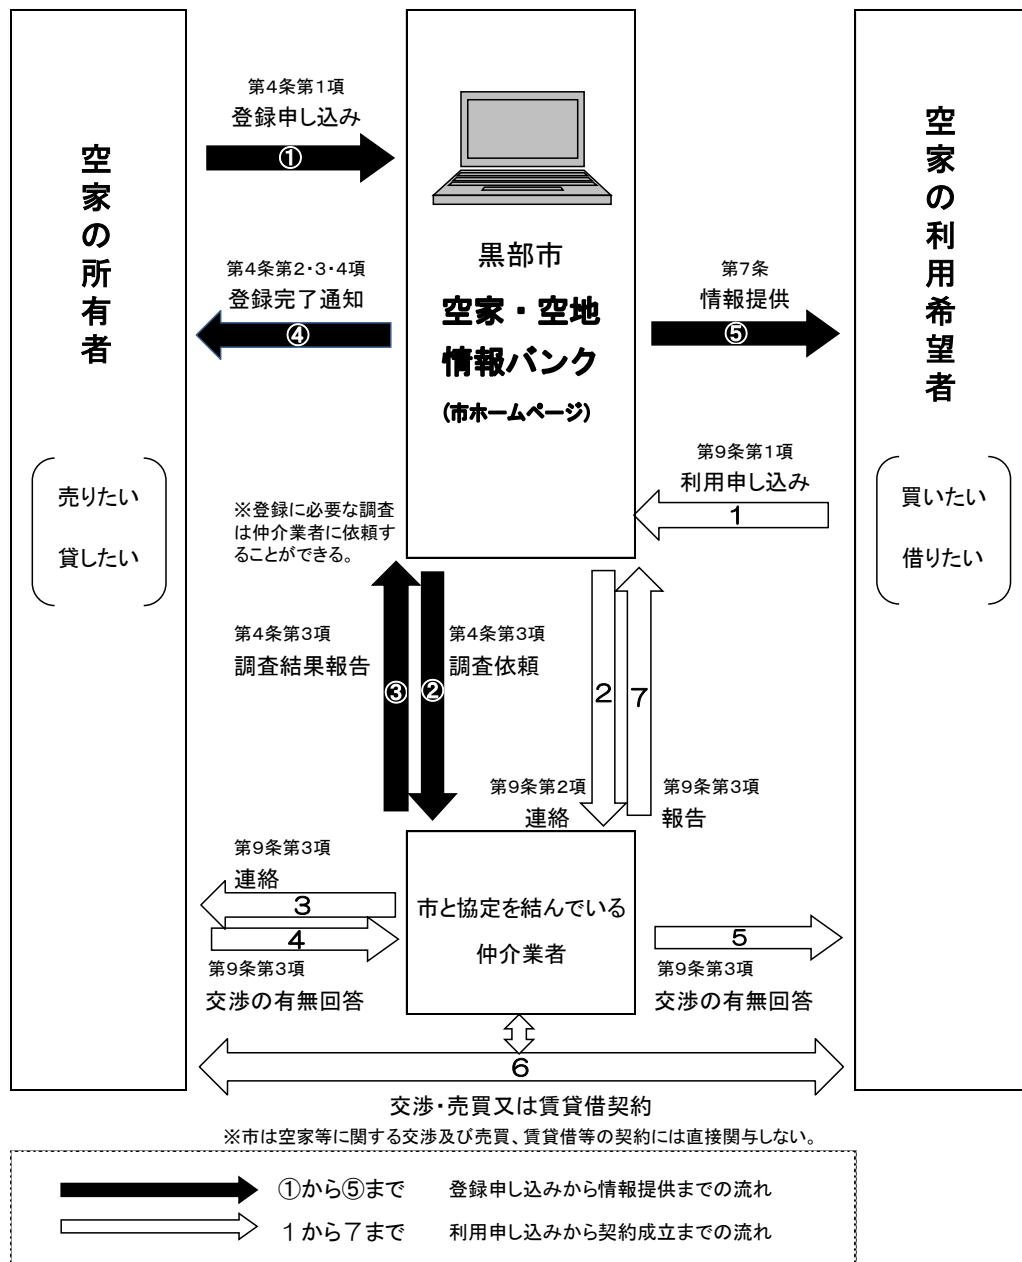 空家の所有者
売りたい
貸したい
第4条第1項
登録申し込み
①
第4条第2・3・4項
登録完了通知
④
黒部市
空家・空地
情報バンク
(市ホームページ)
第7条
情報提供
⑤
第9条第1項
利用申し込み
1
空家の利用希望者
買いたい
借りたい
※登録に必要な調査
は仲介業者に依頼す
ることができる。
第4条第3項
調査結果報告
③
②
第4条第3項
調査依頼
2
7
第9条第2項
連絡
第9条第3項
報告
第9条第3項
連絡
3
4
第9条第3項
交渉の有無回答
市と協定を結んでいる
仲介業者
5
第9条第3項
交渉の有無回答
6
交渉・売買又は賃貸借契約
※市は空家等に関する交渉及び売買、賃貸借等の契約には直接関与しない。
①から⑤まで 登録申し込みから情報提供までの流れ
1から7まで 利用申し込みから契約成立までの流れ